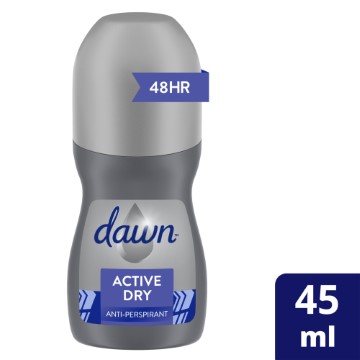 48HR
dawn
ACTIVE
DRY
ANTI-PERSPIRANT
45
ml